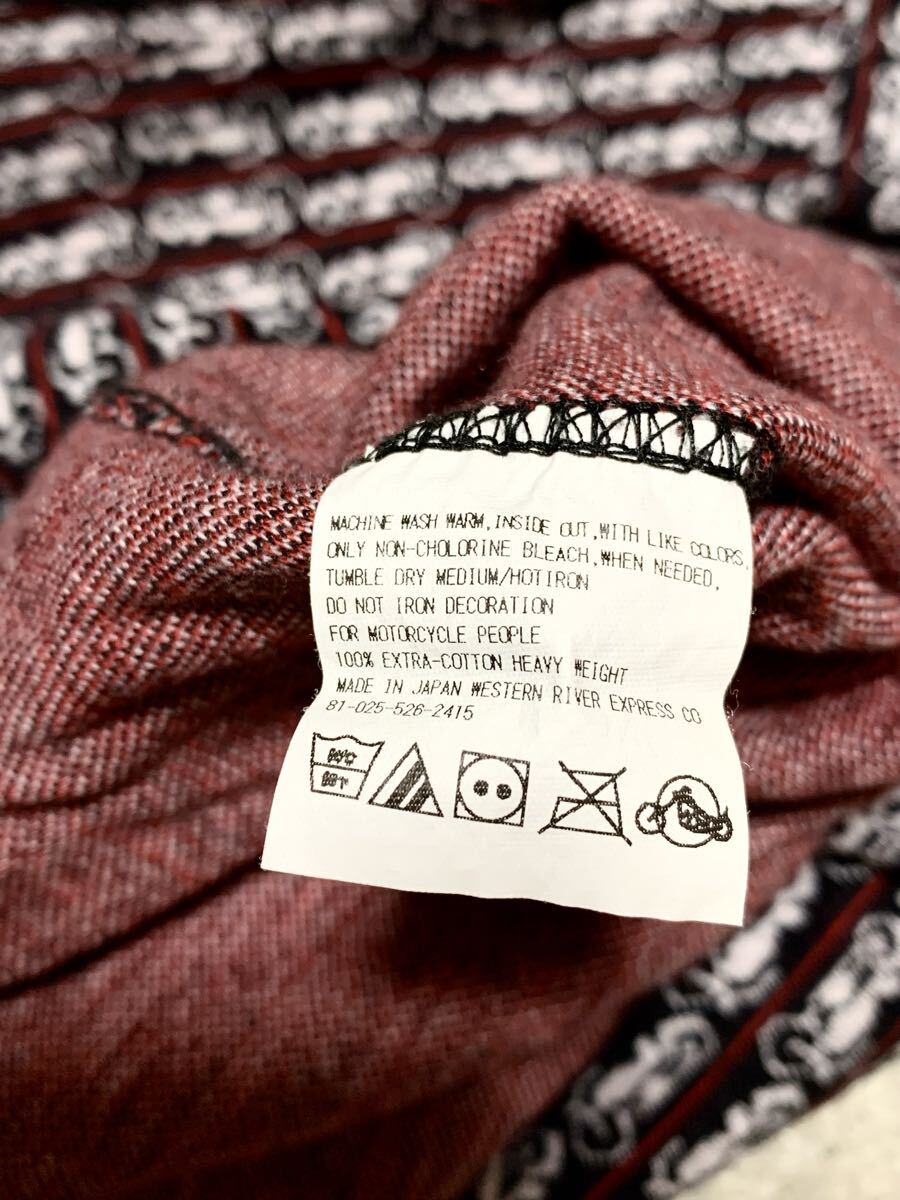 MACHINE WASH WARM, INSIDE OUT, WITH LIKE COLORS,
ONLY NON-CHOLORINE BLEACH, WHEN NEEDED,
TUMBLE DRY MEDIUM/HOTIRON
DO NOT IRON DECORATION
FOR MOTORCYCLE PEOPLE
100% EXTRA-COTTON HEAVY WEIGHT
MADE IN JAPAN WESTERN RIVER EXPRESS CO
81-025-526-2415